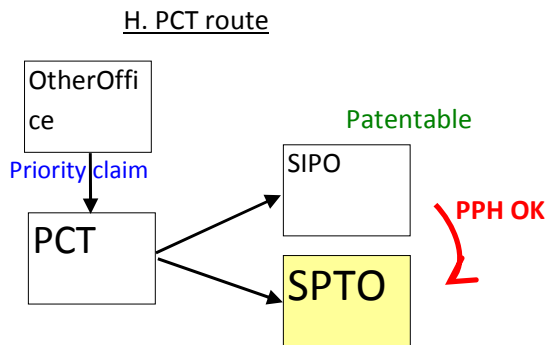 H. PCT route
OtherOffi
ce
Patentable
Priority claim
SIPO
PPH OK
PCT
SPTO